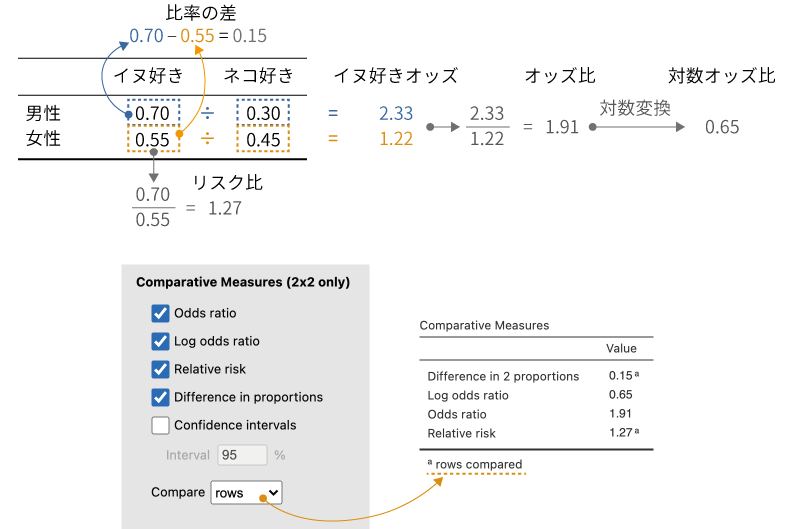 比率の差
0.70 − 0.55 = 0.15
イヌ好き ネコ好き イヌ好きオッズ オッズ比 対数オッズ比
男性 0.70 ÷ 0.30 = 2.33
女性 0.55 ÷ 0.45 = 1.22
2.33
1.22
= 1.91
対数変換
0.65
リスク比
0.70
0.55
= 1.27
Comparative Measures (2x2 only)
Odds ratio
Log odds ratio
Relative risk
Difference in proportions
Confidence intervals
Interval 95 %
Compare rows
Comparative Measures
Value
Difference in 2 proportions 0.15 ᵃ
Log odds ratio 0.65
Odds ratio 1.91
Relative risk 1.27 ᵃ
ᵃ rows compared